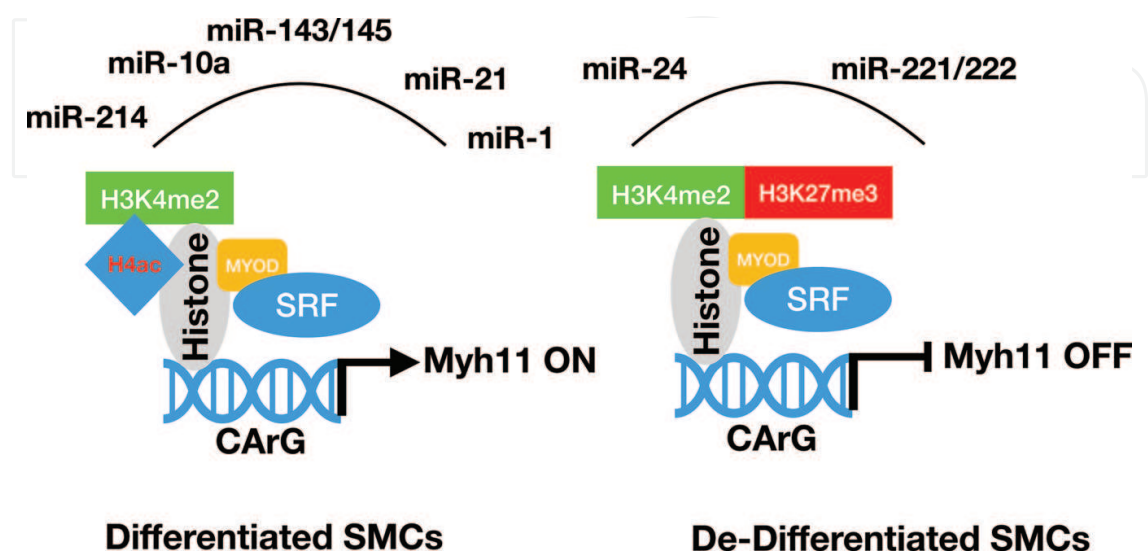 miR-143/145
miR-10a
miR-21
miR-214
miR-1
H3K4me2
H4ac
Histone
MYOD
SRF
Myh11 ON
CArG
Differentiated SMCs
miR-24
miR-221/222
H3K4me2
H3K27me3
Histone
MYOD
SRF
Myh11 OFF
CArG
De-Differentiated SMCs